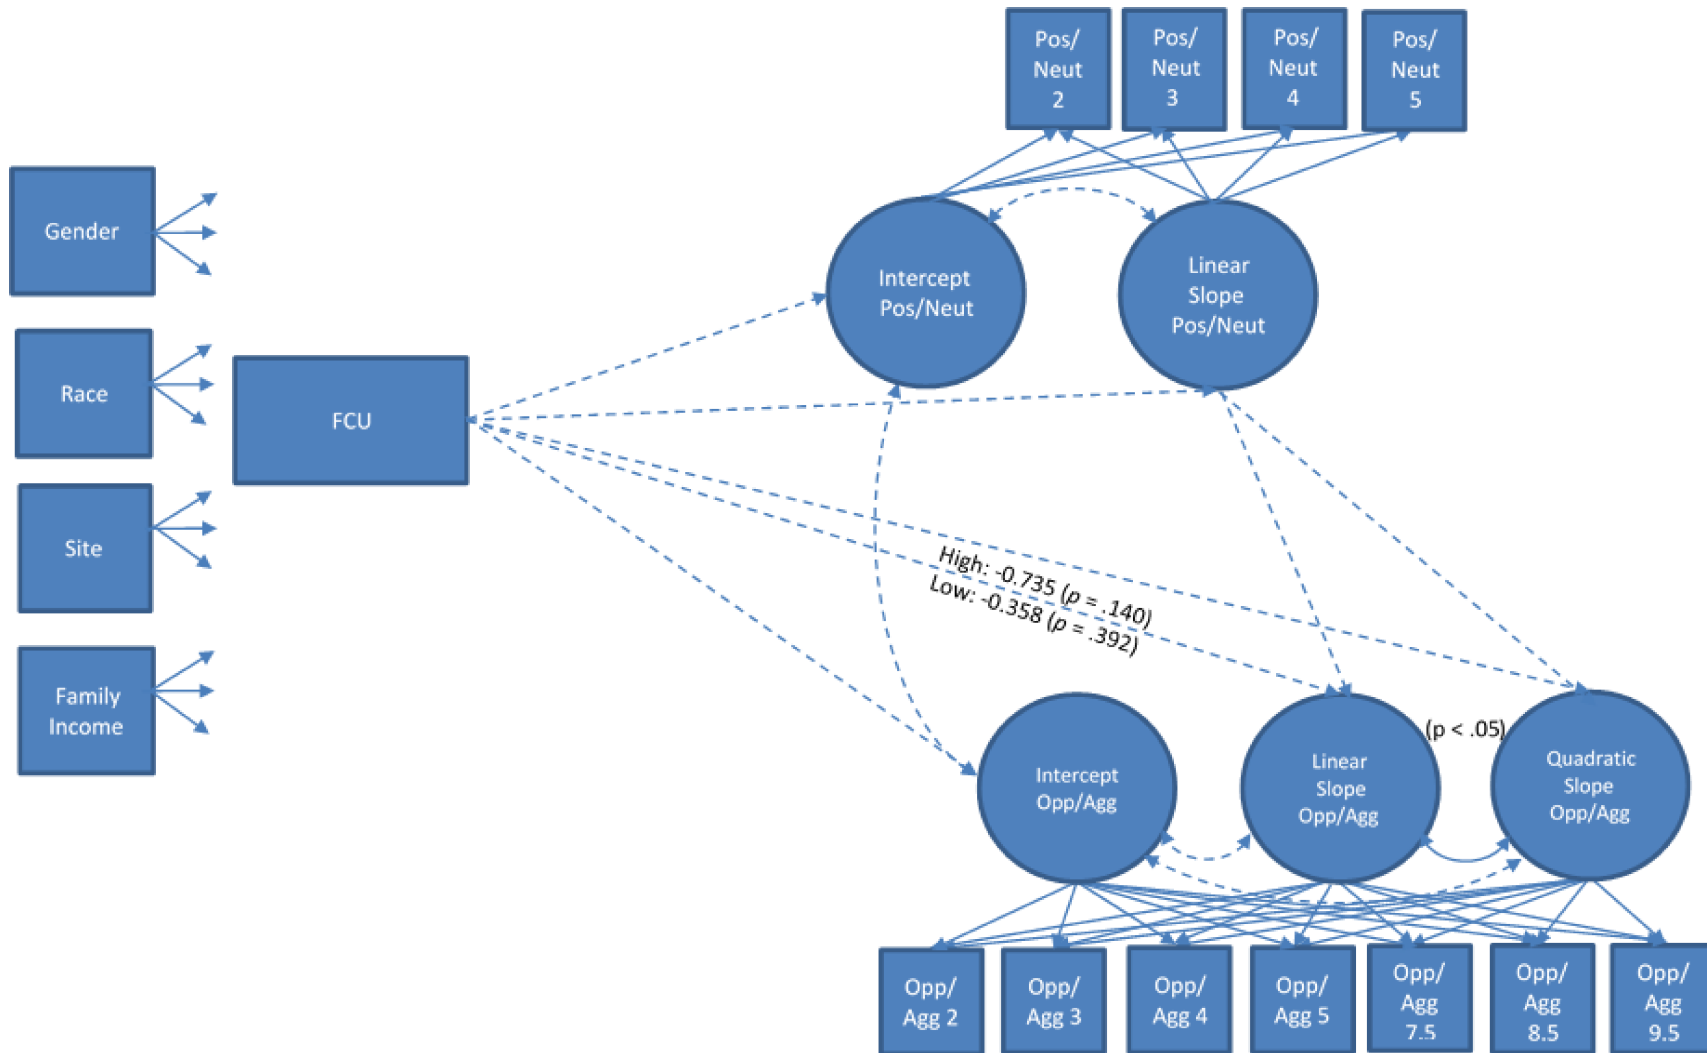 Pos/
Neut
2
Pos/
Neut
3
Pos/
Neut
4
Pos/
Neut
5
Gender
Race
Site
Family
Income
FCU
Intercept
Pos/Neut
Linear
Slope
Pos/Neut
High: -0.735 (p = .140)
Low: -0.358 (p = .392)
(p < .05)
Intercept
Opp/Agg
Linear
Slope
Opp/Agg
Quadratic
Slope
Opp/Agg
Opp/
Agg 2
Opp/
Agg 3
Opp/
Agg 4
Opp/
Agg 5
Opp/
Agg
7.5
Opp/
Agg
8.5
Opp/
Agg
9.5